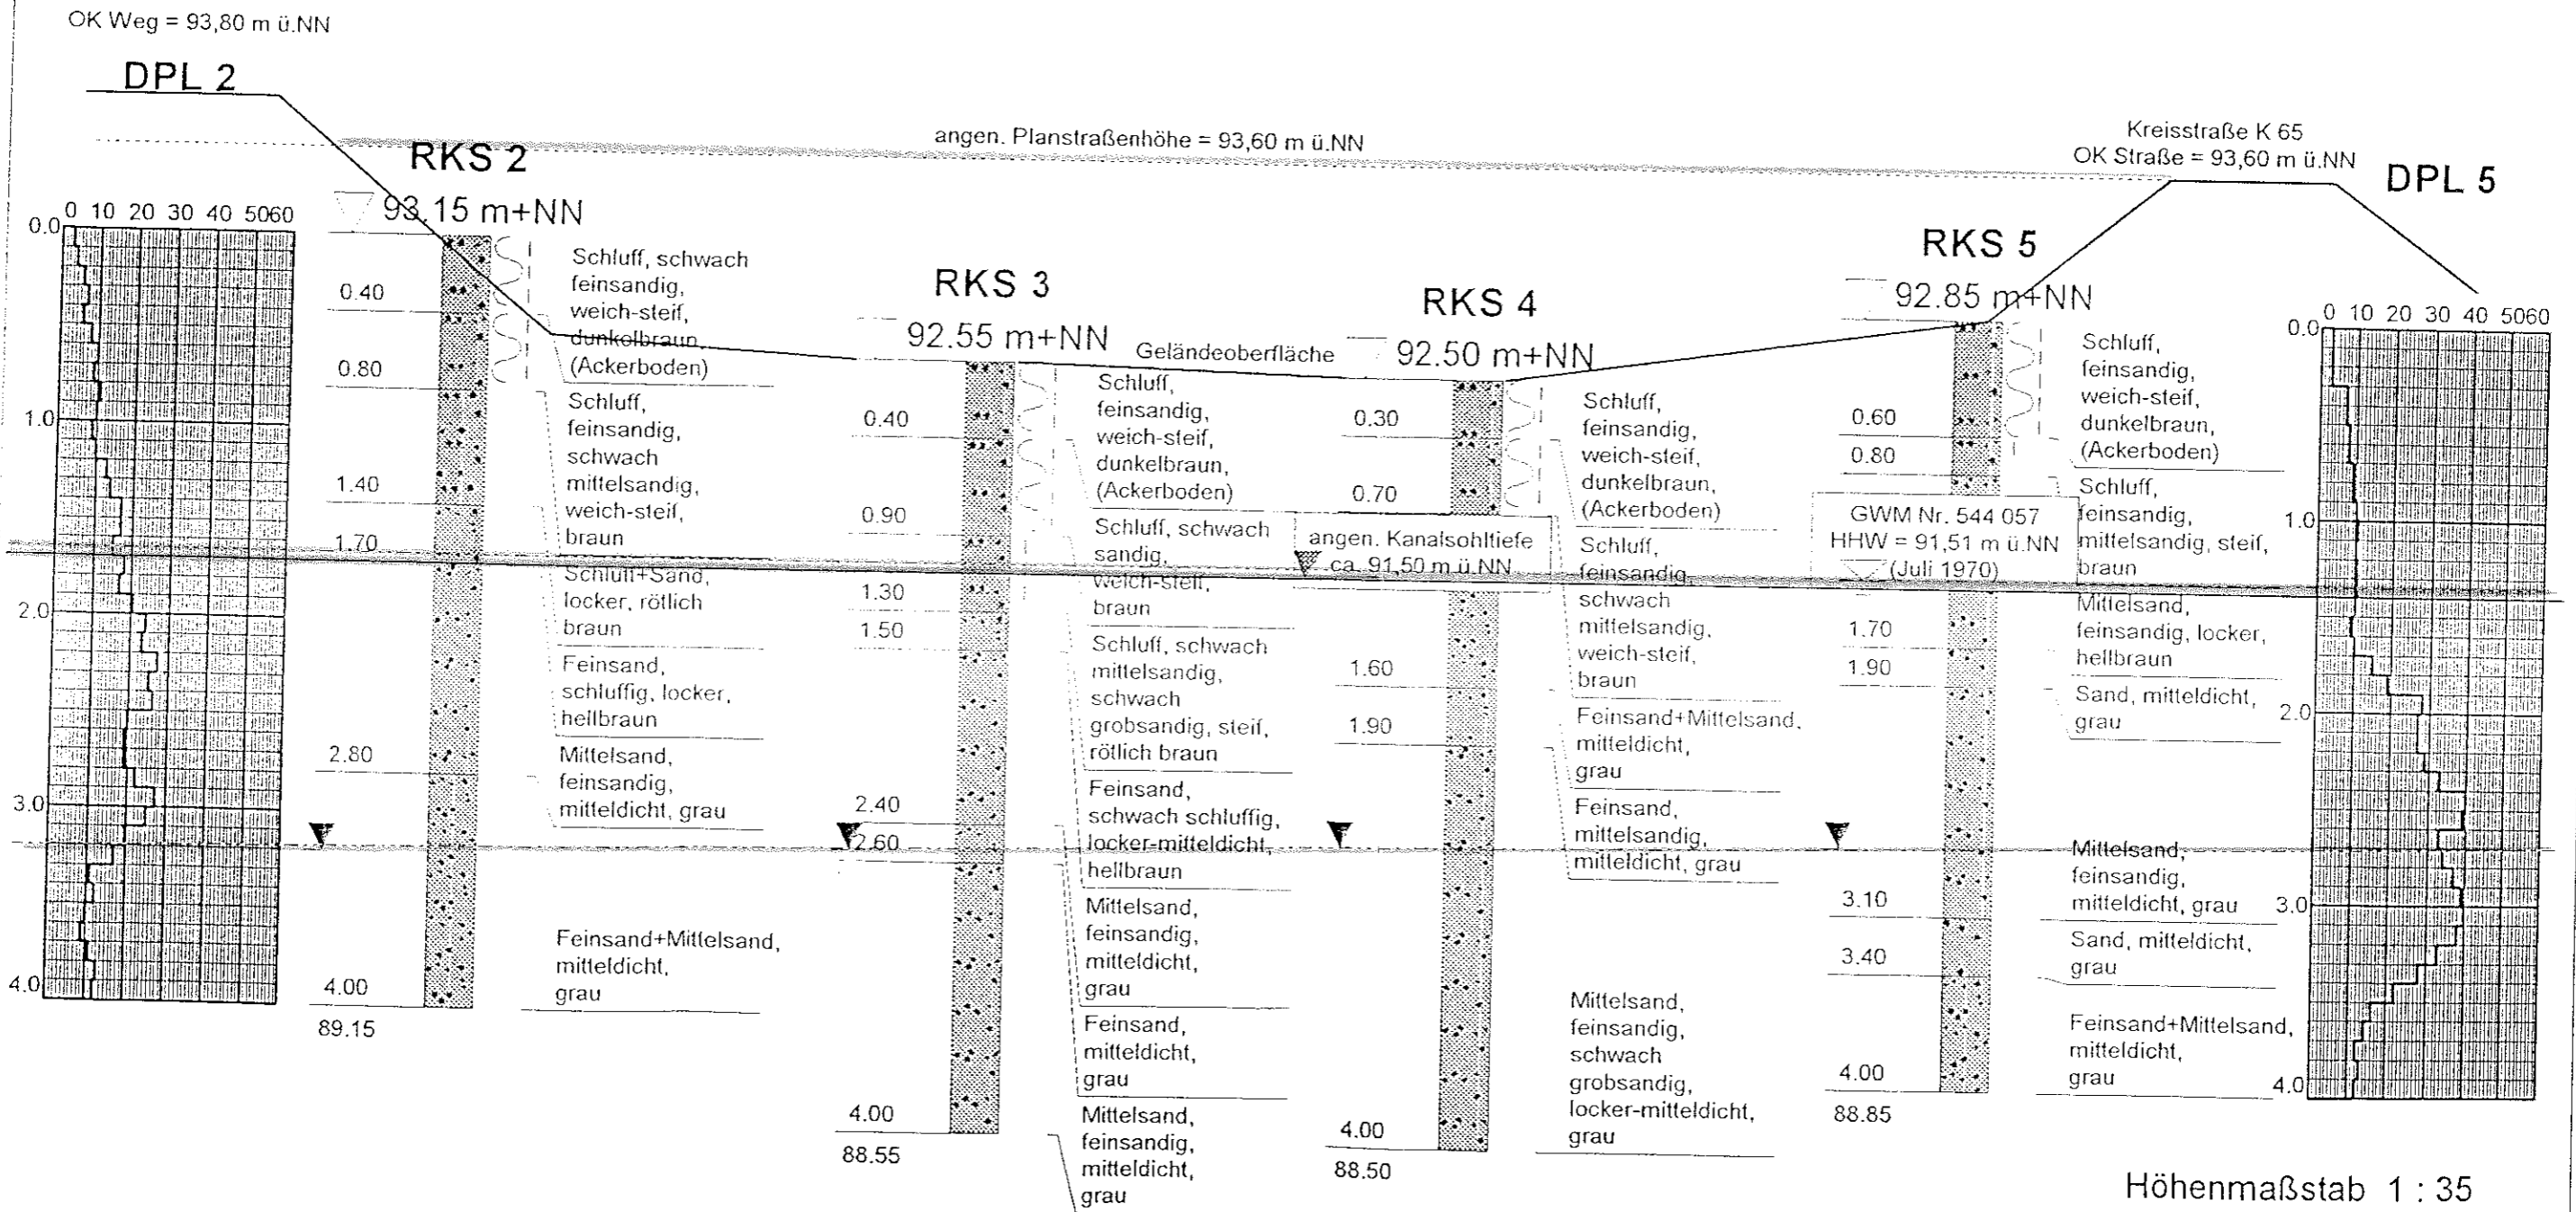 OK Weg = 93,80 m ü.NN
DPL 2
angen. Planstraßenhöhe = 93,60 m ü.NN
Kreisstraße K 65
OK Straße = 93,60 m ü.NN
DPL 5
0 10 20 30 40 5060
0.0
1.0
2.0
3.0
4.0
RKS 2
93.15 m+NN
0.40
0.80
1.40
1.70
2.80
4.00
89.15
Schluff, schwach
feinsandig,
weich-steif,
dunkelbraun,
(Ackerboden)
Schluff,
feinsandig,
schwach
mittelsandig,
weich-steif,
braun
Schluff+Sand,
locker, rötlich
braun
Feinsand,
schluffig, locker,
hellbraun
Mittelsand,
feinsandig,
mitteldicht, grau
Feinsand+Mittelsand,
mitteldicht,
grau
RKS 3
92.55 m+NN
0.40
0.90
1.30
1.50
2.40
2.60
4.00
88.55
Geländeoberfläche
Schluff,
feinsandig,
weich-steif,
dunkelbraun,
(Ackerboden)
Schluff, schwach
sandig,
weich-steif,
braun
Schluff, schwach
mittelsandig,
schwach
grobsandig, steif,
rötlich braun
Feinsand,
schwach schluffig,
locker-mitteldicht,
hellbraun
Mittelsand,
feinsandig,
mitteldicht,
grau
Feinsand,
mitteldicht,
grau
Mittelsand,
feinsandig,
mitteldicht,
grau
RKS 4
92.50 m+NN
0.30
0.70
angen. Kanalsohltiefe
ca. 91,50 m ü.NN
1.60
1.90
4.00
88.50
Schluff,
feinsandig,
weich-steif,
dunkelbraun,
(Ackerboden)
Schluff,
feinsandig,
schwach
mittelsandig,
weich-steif,
braun
Feinsand+Mittelsand,
mitteldicht,
grau
Feinsand,
mittelsandig,
mitteldicht, grau
Mittelsand,
feinsandig,
schwach
grobsandig,
locker-mitteldicht,
grau
RKS 5
92.85 m+NN
0.60
0.80
GWM Nr. 544 057
HHW = 91,51 m ü.NN
(Juli 1970)
1.70
1.90
3.10
3.40
4.00
88.85
Schluff,
feinsandig,
weich-steif,
dunkelbraun,
(Ackerboden)
Schluff,
feinsandig,
mittelsandig, steif,
braun
Mittelsand,
feinsandig, locker,
hellbraun
Sand, mitteldicht,
grau
Mittelsand,
feinsandig,
mitteldicht, grau
Sand, mitteldicht,
grau
Feinsand+Mittelsand,
mitteldicht,
grau
0 10 20 30 40 5060
0.0
1.0
2.0
3.0
4.0
Höhenmaßstab 1 : 35